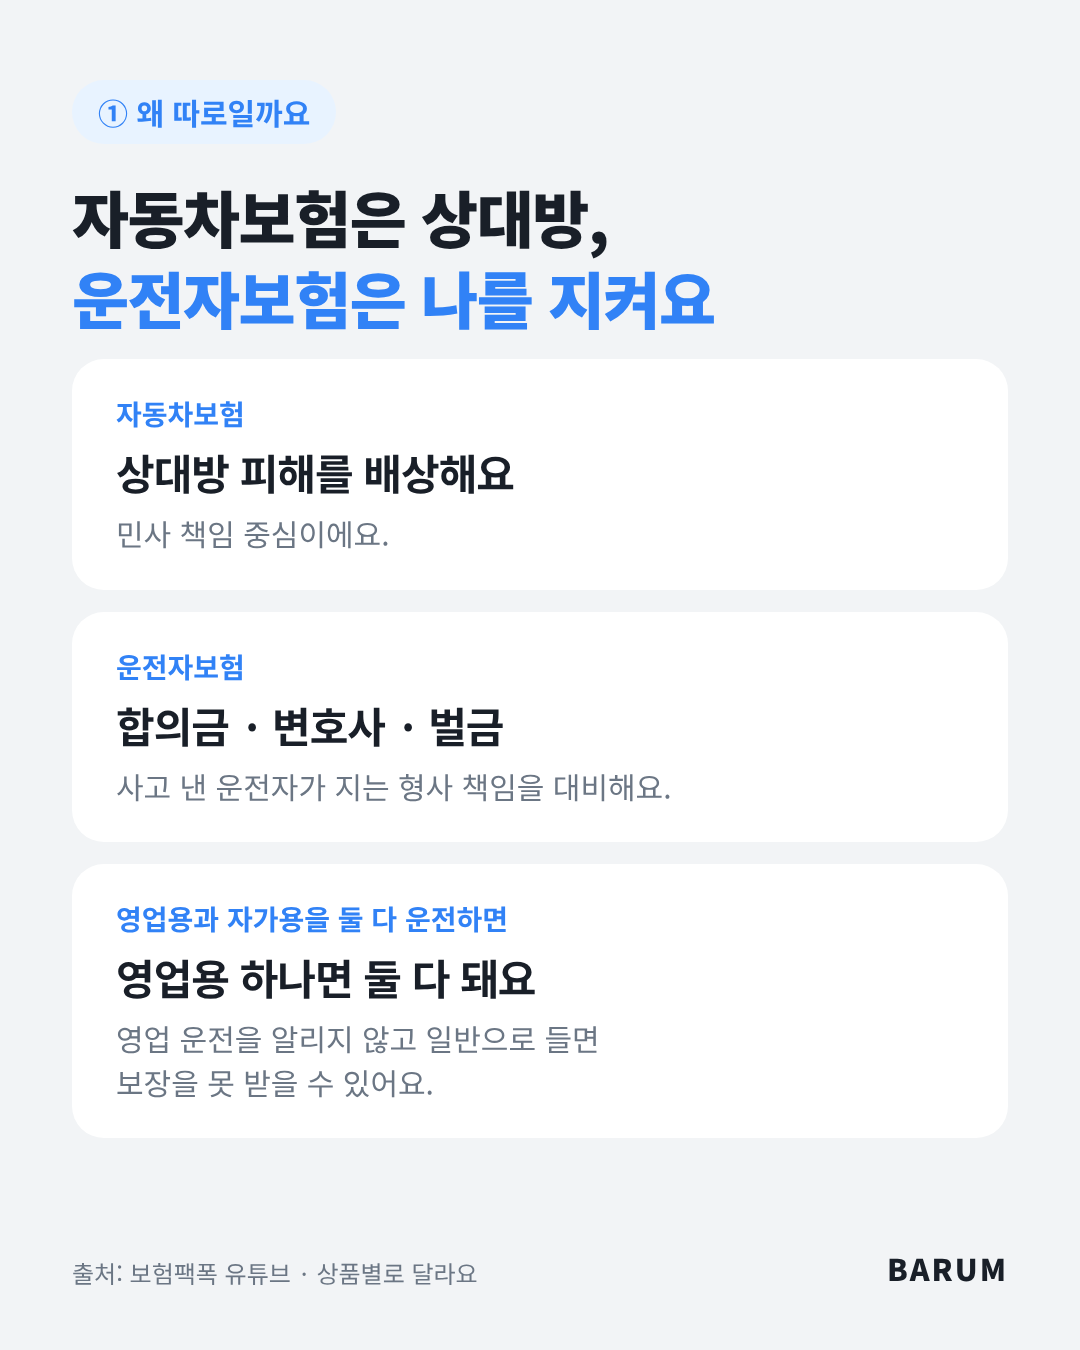 ① 왜 따로일까요
자동차보험은 상대방,
운전자보험은 나를 지켜요
자동차보험
상대방 피해를 배상해요
민사 책임 중심이에요.
운전자보험
합의금 · 변호사 · 벌금
사고 낸 운전자가 지는 형사 책임을 대비해요.
영업용과 자가용을 둘 다 운전하면
영업용 하나면 둘 다 돼요
영업 운전을 알리지 않고 일반으로 들면
보장을 못 받을 수 있어요.
출처: 보험팩폭 유튜브 · 상품별로 달라요
BARUM